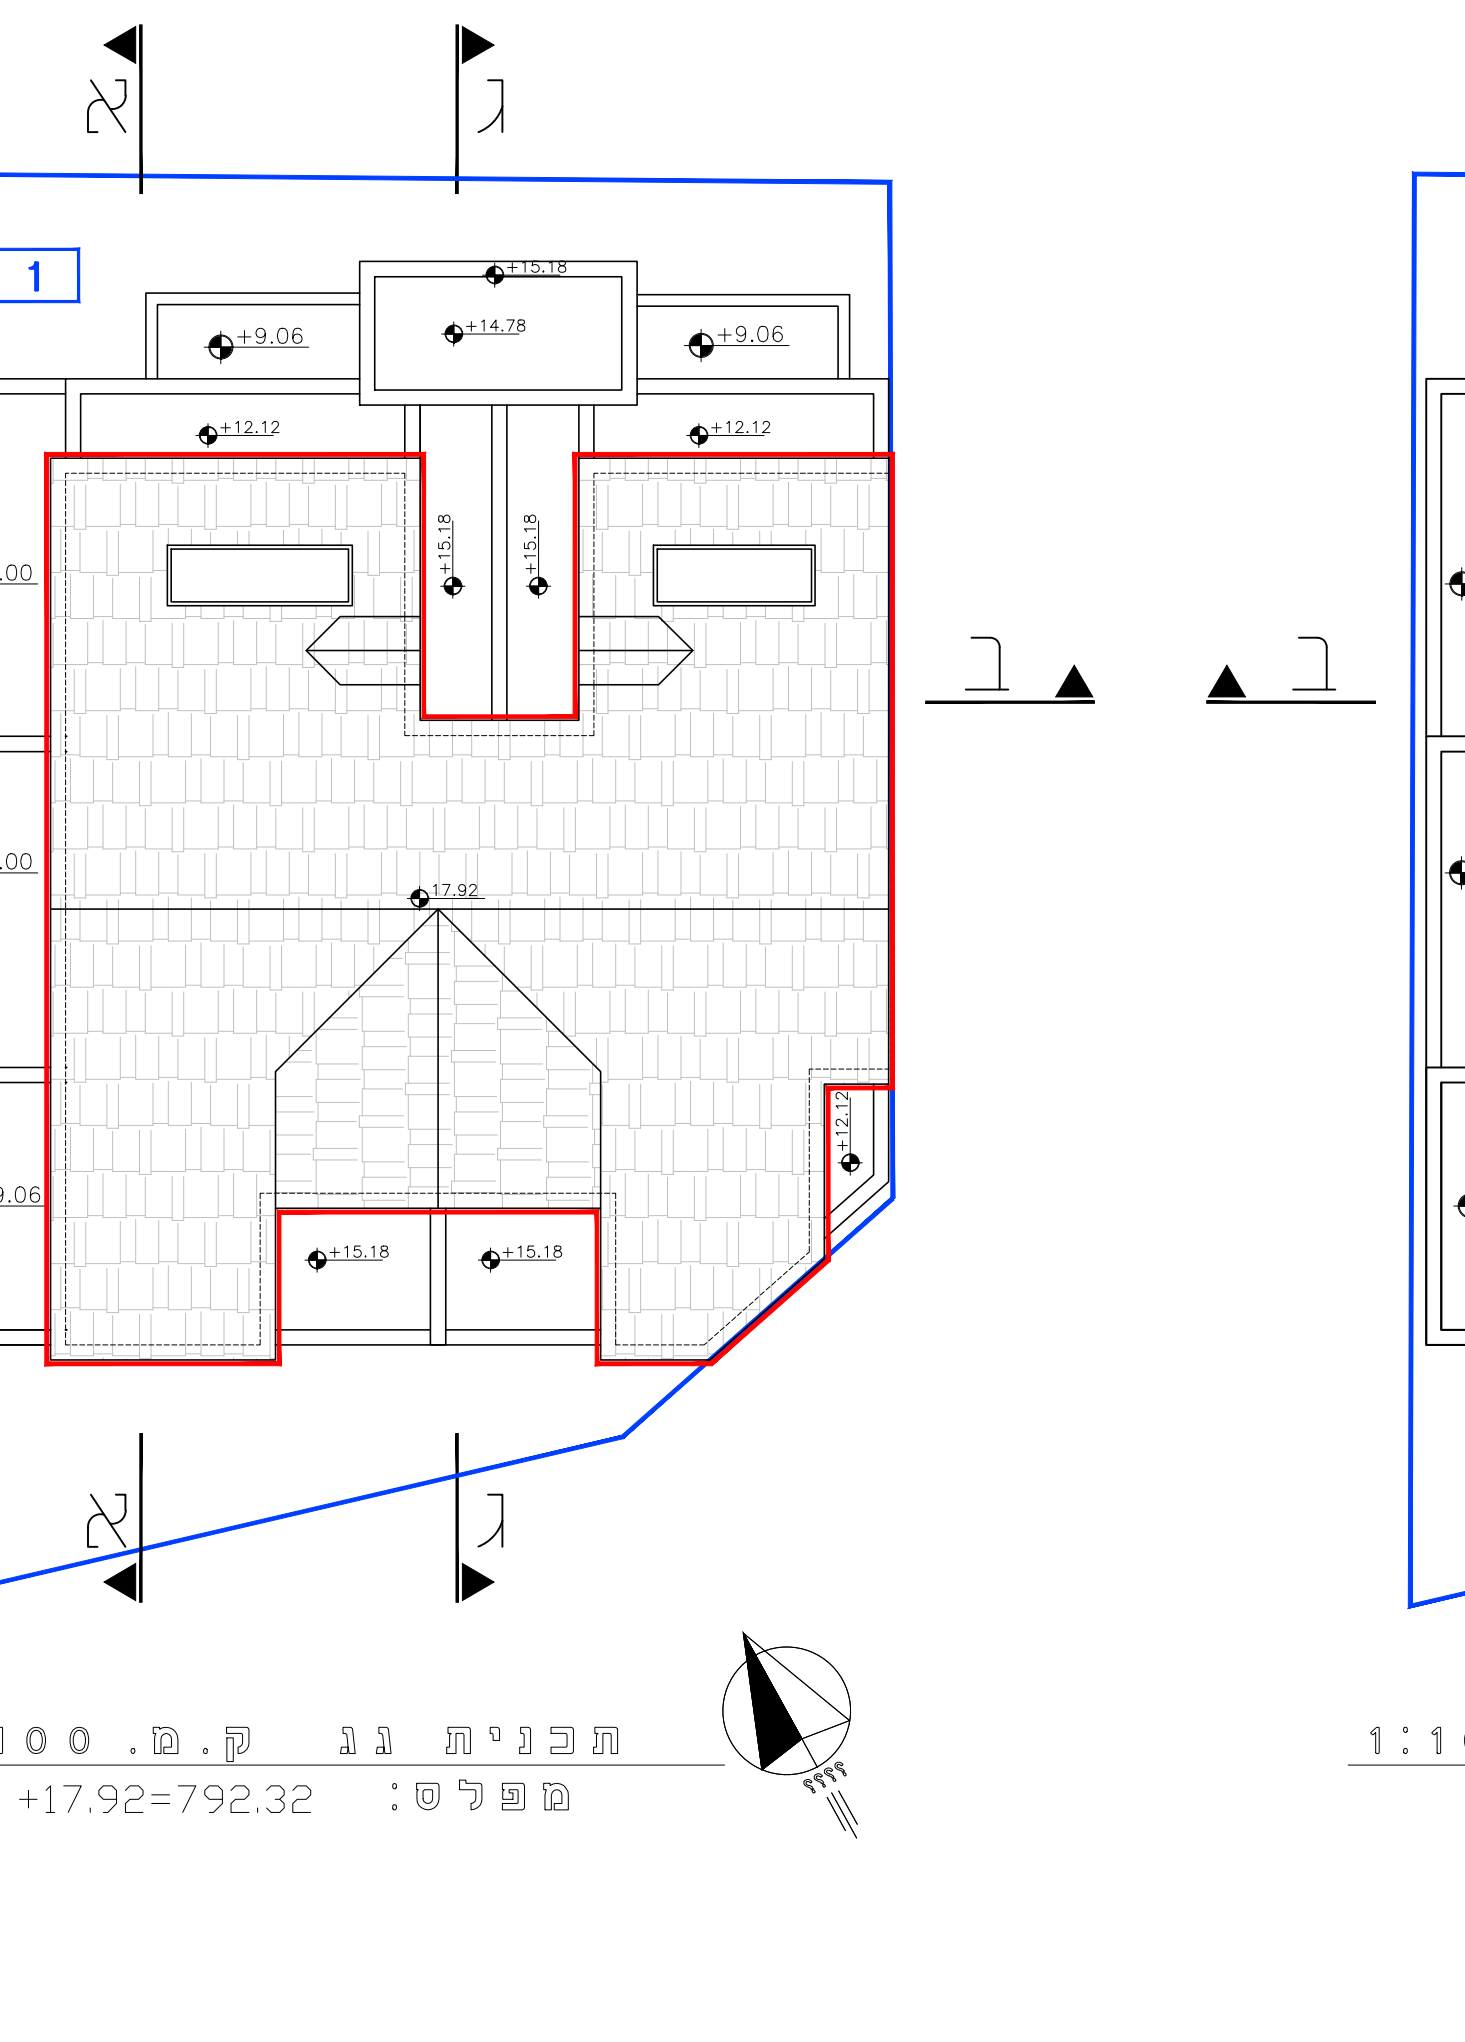 א
ג
1
+15.18
+14.78
+9.06
+9.06
+12.12
+12.12
+15.18
+15.18
.00
ב
ב
.00
17.92
+12.12
9.06
+15.18
+15.18
א
ג
תכנית גג ק.מ. 100
1:1
מפלס: +17.92=792.32
????